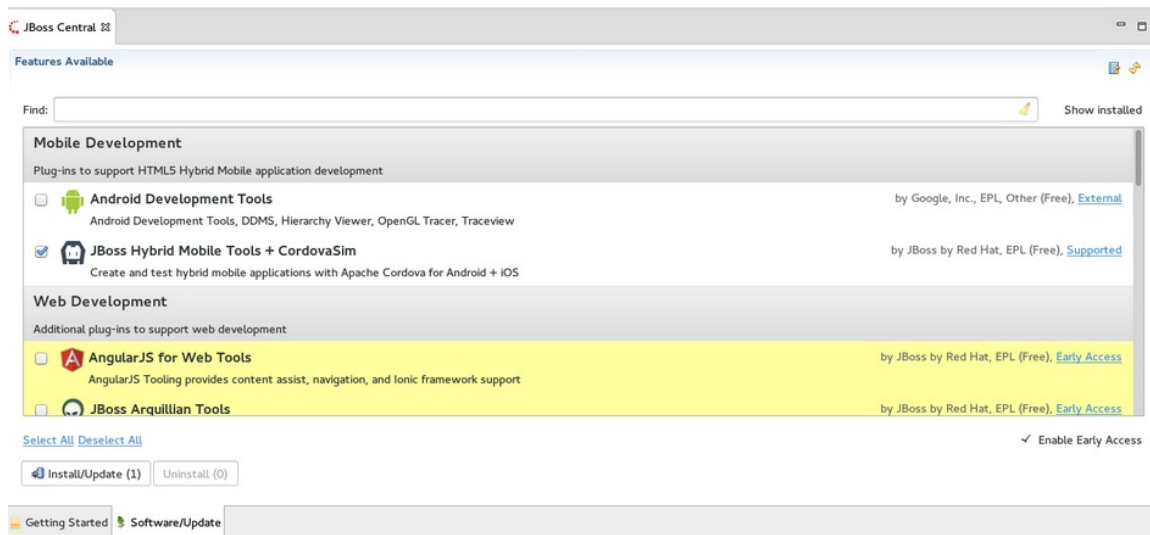 JBoss Central
Features Available
Find:
Show installed
Mobile Development
Plug-ins to support HTML5 Hybrid Mobile application development
Android Development Tools
by Google, Inc., EPL, Other (Free), External
Android Development Tools, DDMS, Hierarchy Viewer, OpenGL Tracer, Traceview
JBoss Hybrid Mobile Tools + CordovaSim
by JBoss by Red Hat, EPL (Free), Supported
Create and test hybrid mobile applications with Apache Cordova for Android + iOS
Web Development
Additional plug-ins to support web development
AngularJS for Web Tools
by JBoss by Red Hat, EPL (Free), Early Access
AngularJS Tooling provides content assist, navigation, and Ionic framework support
JBoss Arquillian Tools
by JBoss by Red Hat, EPL (Free), Early Access
Select All Deselect All
Enable Early Access
Install/Update (1) Uninstall (0)
Getting Started Software/Update